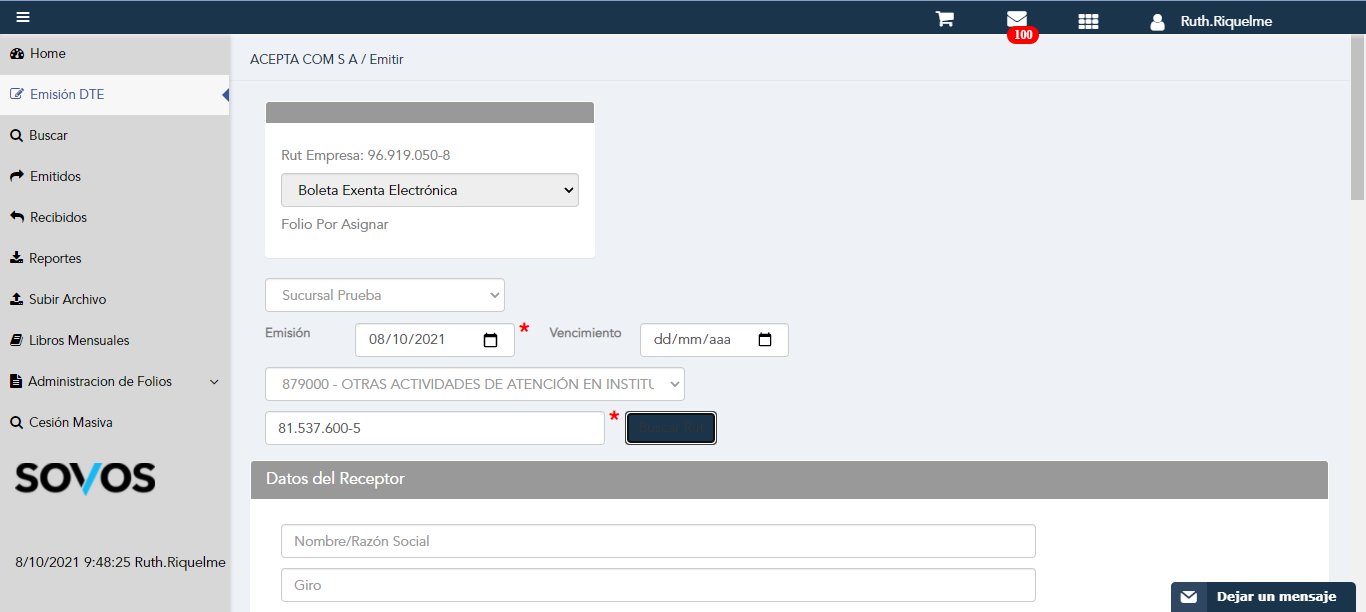 Ruth.Riquelme
100
Home
Emisión DTE
Buscar
Emitidos
Recibidos
Reportes
Subir Archivo
Libros Mensuales
Administracion de Folios
Cesión Masiva
SOVOS
8/10/2021 9:48:25 Ruth.Riquelme
ACEPTA COM S A / Emitir
Rut Empresa: 96.919.050-8
Boleta Exenta Electrónica
Folio Por Asignar
Sucursal Prueba
Emisión 08/10/2021 * Vencimiento dd/mm/aaa
879000 - OTRAS ACTIVIDADES DE ATENCIÓN EN INSTITU
81.537.600-5 *
Datos del Receptor
Nombre/Razón Social
Giro
Dejar un mensaje